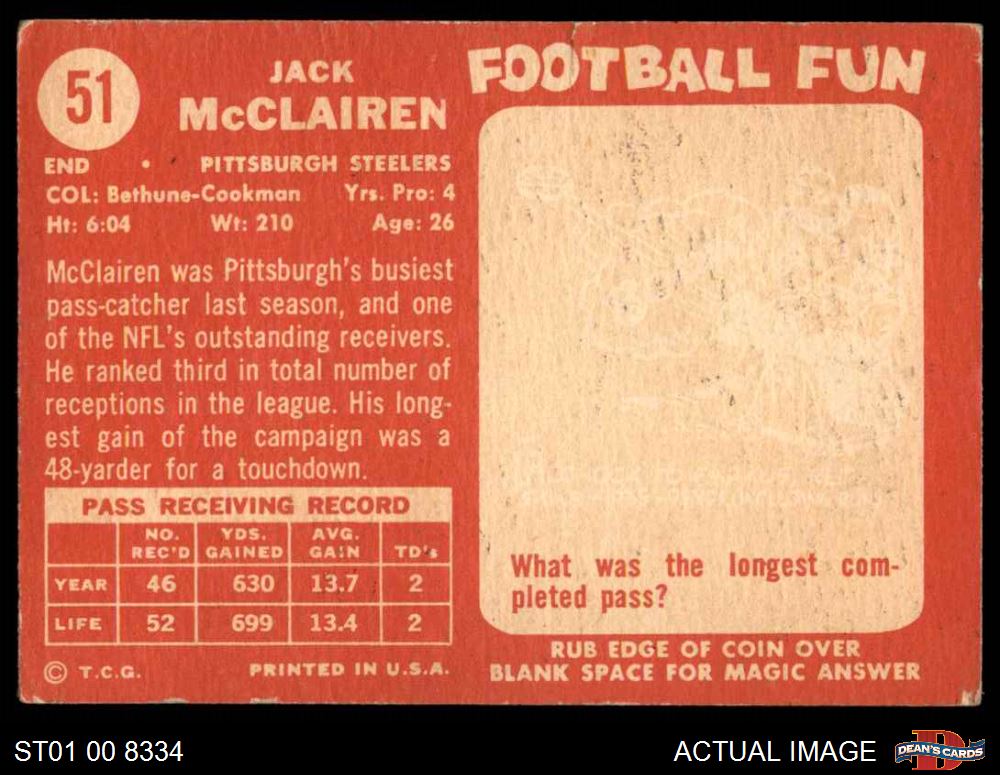 51
JACK
McCLAIREN
END • PITTSBURGH STEELERS
COL: Bethune-Cookman Yrs. Pro: 4
Ht: 6:04 Wt: 210 Age: 26
McClairen was Pittsburgh's busiest
pass-catcher last season, and one
of the NFL's outstanding receivers.
He ranked third in total number of
receptions in the league. His long-
est gain of the campaign was a
48-yarder for a touchdown.
PASS RECEIVING RECORD
NO. REC'D YDS. GAINED AVG. GAIN TD's
YEAR 46 630 13.7 2
LIFE 52 699 13.4 2
© T.C.G. PRINTED IN U.S.A.
FOOTBALL FUN
What was the longest com-
pleted pass?
RUB EDGE OF COIN OVER
BLANK SPACE FOR MAGIC ANSWER
ST01 00 8334
ACTUAL IMAGE
D
DEAN'S CARDS